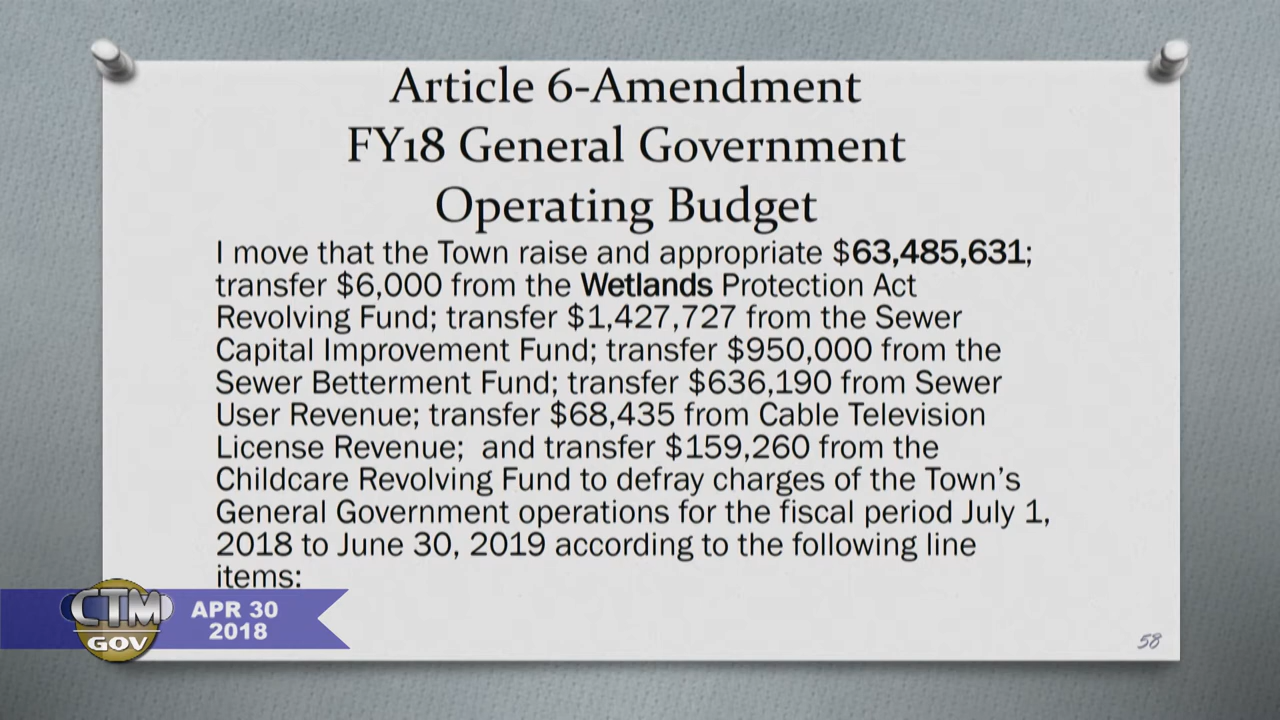 Article 6-Amendment
FY18 General Government
Operating Budget
I move that the Town raise and appropriate $63,485,631;
transfer $6,000 from the Wetlands Protection Act
Revolving Fund; transfer $1,427,727 from the Sewer
Capital Improvement Fund; transfer $950,000 from the
Sewer Betterment Fund; transfer $636,190 from Sewer
User Revenue; transfer $68,435 from Cable Television
License Revenue;  and transfer $159,260 from the
Childcare Revolving Fund to defray charges of the Town’s
General Government operations for the fiscal period July 1,
2018 to June 30, 2019 according to the following line
items:
CTM
GOV
APR 30
2018
58